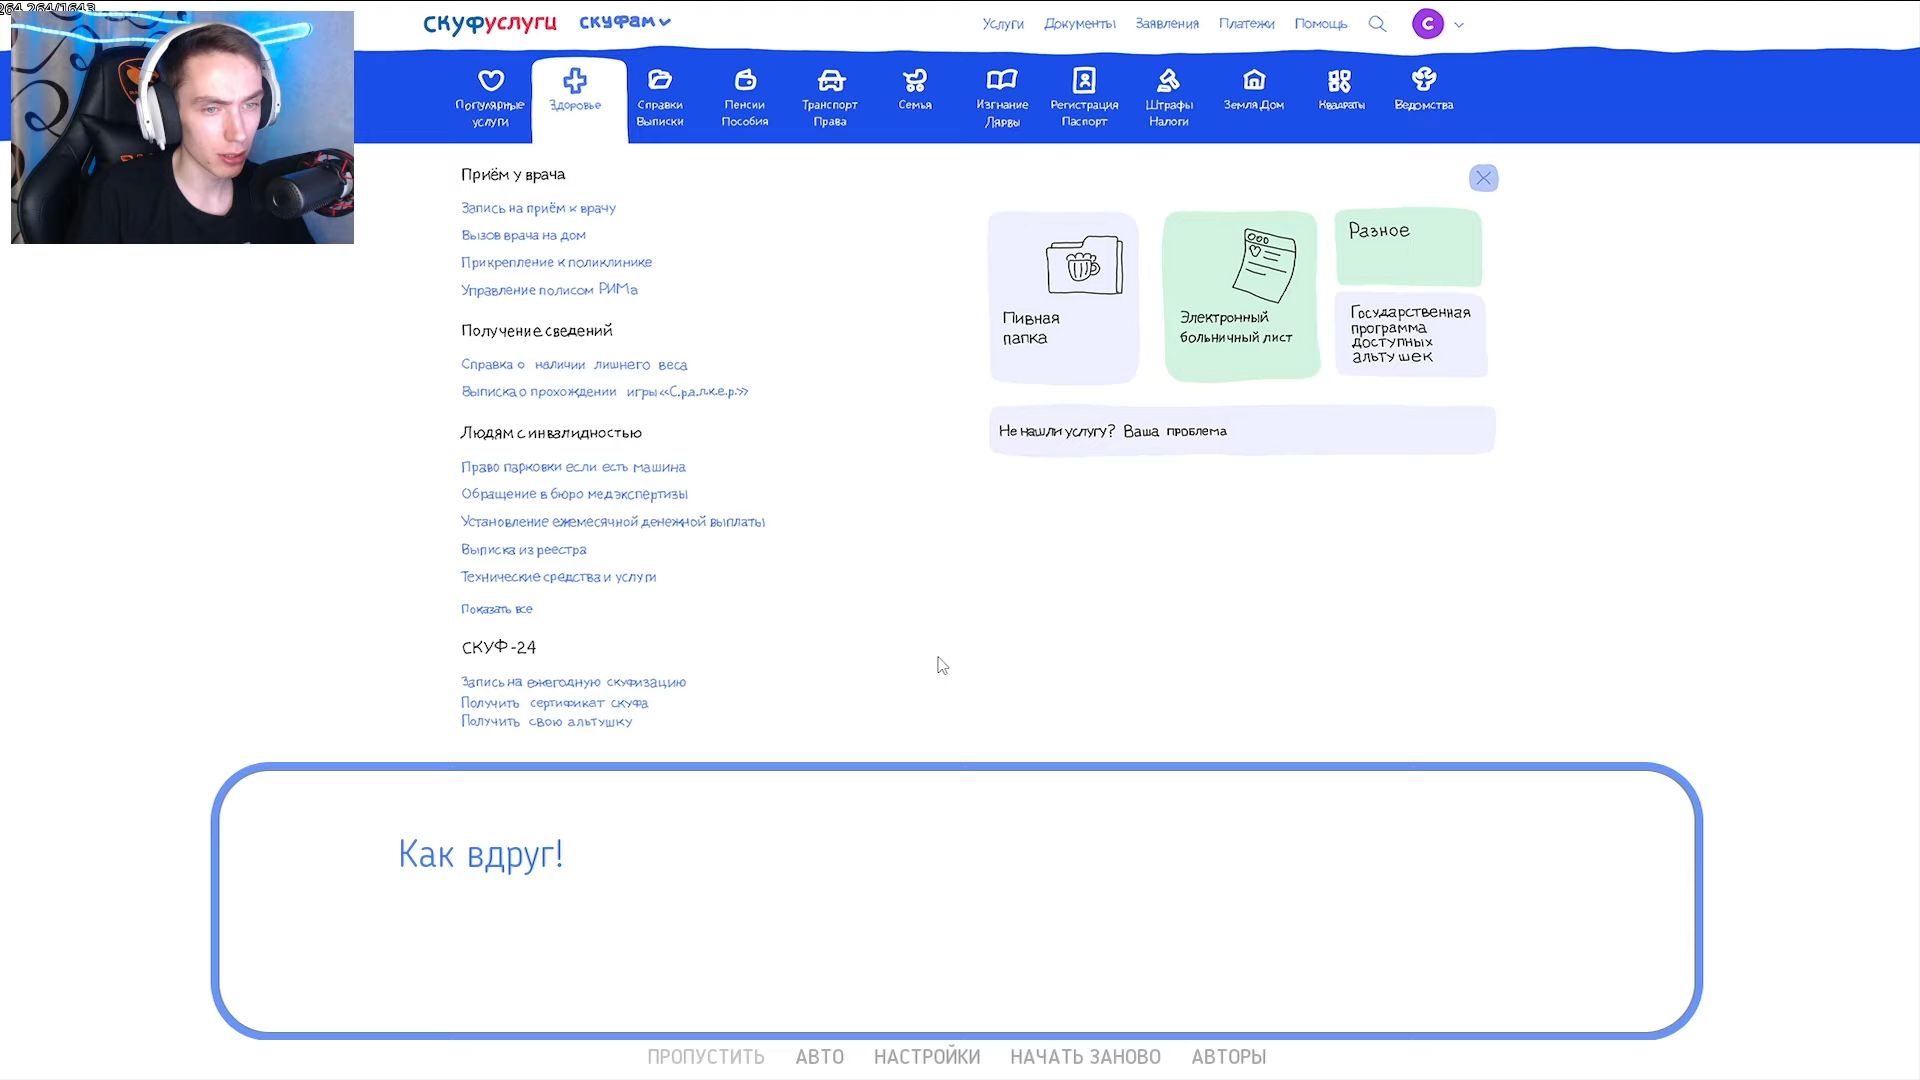 264 264/1643
СКУФУСЛУГИ СКУФАМ Услуги Документы Заявления Платежи Помощь С
Популярные услуги
Здоровье
Справки Выписки
Пенсии Пособия
Транспорт Права
Семья
Изгнание Лярвы
Регистрация Паспорт
Штрафы Налоги
Земля Дом
Квадраты
Ведомства
Приём у врача
Запись на приём к врачу
Вызов врача на дом
Прикрепление к поликлинике
Управление полисом РИМа
Получение сведений
Справка о наличии лишнего веса
Выписка о прохождении игры «С.р.а.л.к.е.р.»
Людям с инвалидностью
Право парковки если есть машина
Обращение в бюро медэкспертизы
Установление ежемесячной денежной выплаты
Выписка из реестра
Технические средства и услуги
Показать все
СКУФ-24
Запись на ежегодную скуфизацию
Получить сертификат скуфа
Получить свою альтушку
Пивная
папка
Электронный
больничный лист
Разное
Государственная
программа
доступных
альтушек
Не нашли услугу? Ваша проблема
Как вдруг!
ПРОПУСТИТЬ АВТО НАСТРОЙКИ НАЧАТЬ ЗАНОВО АВТОРЫ